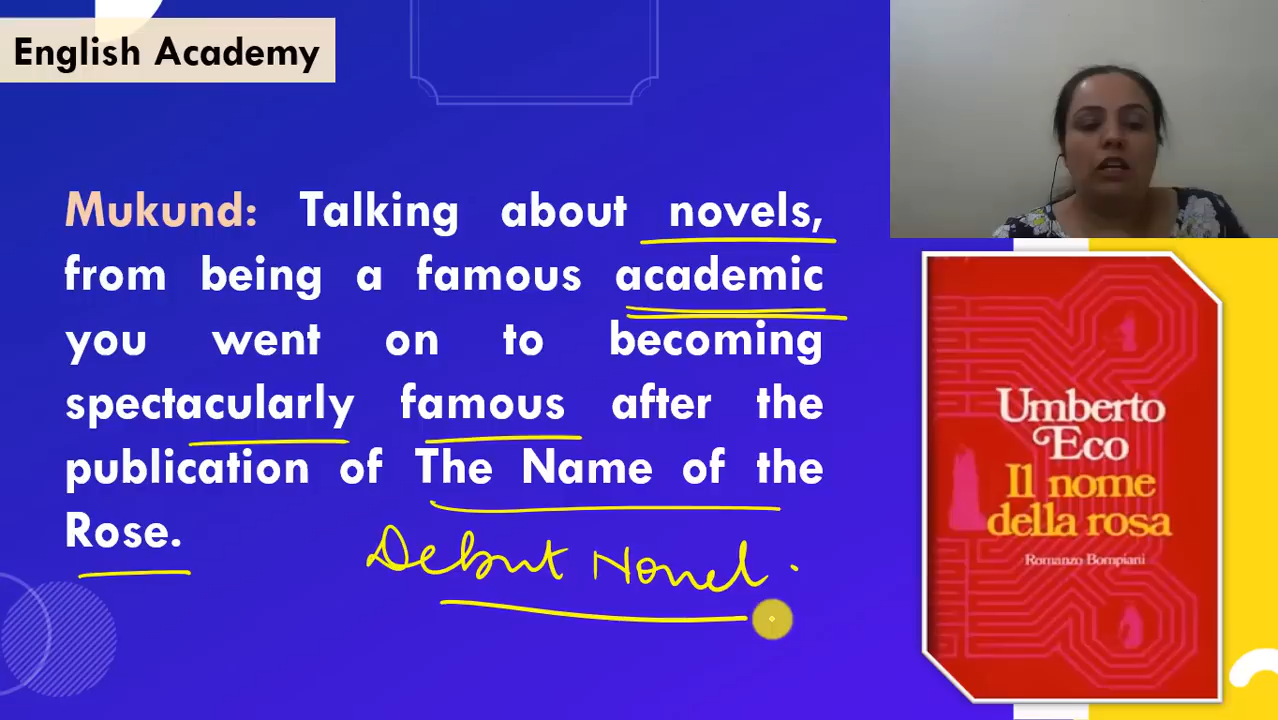 English Academy
Mukund: Talking about novels,
from being a famous academic
you went on to becoming
spectacularly famous after the
publication of The Name of the
Rose.
Debut Novel.
Umberto
Eco
Il nome
della rosa
Romanzo Bompiani